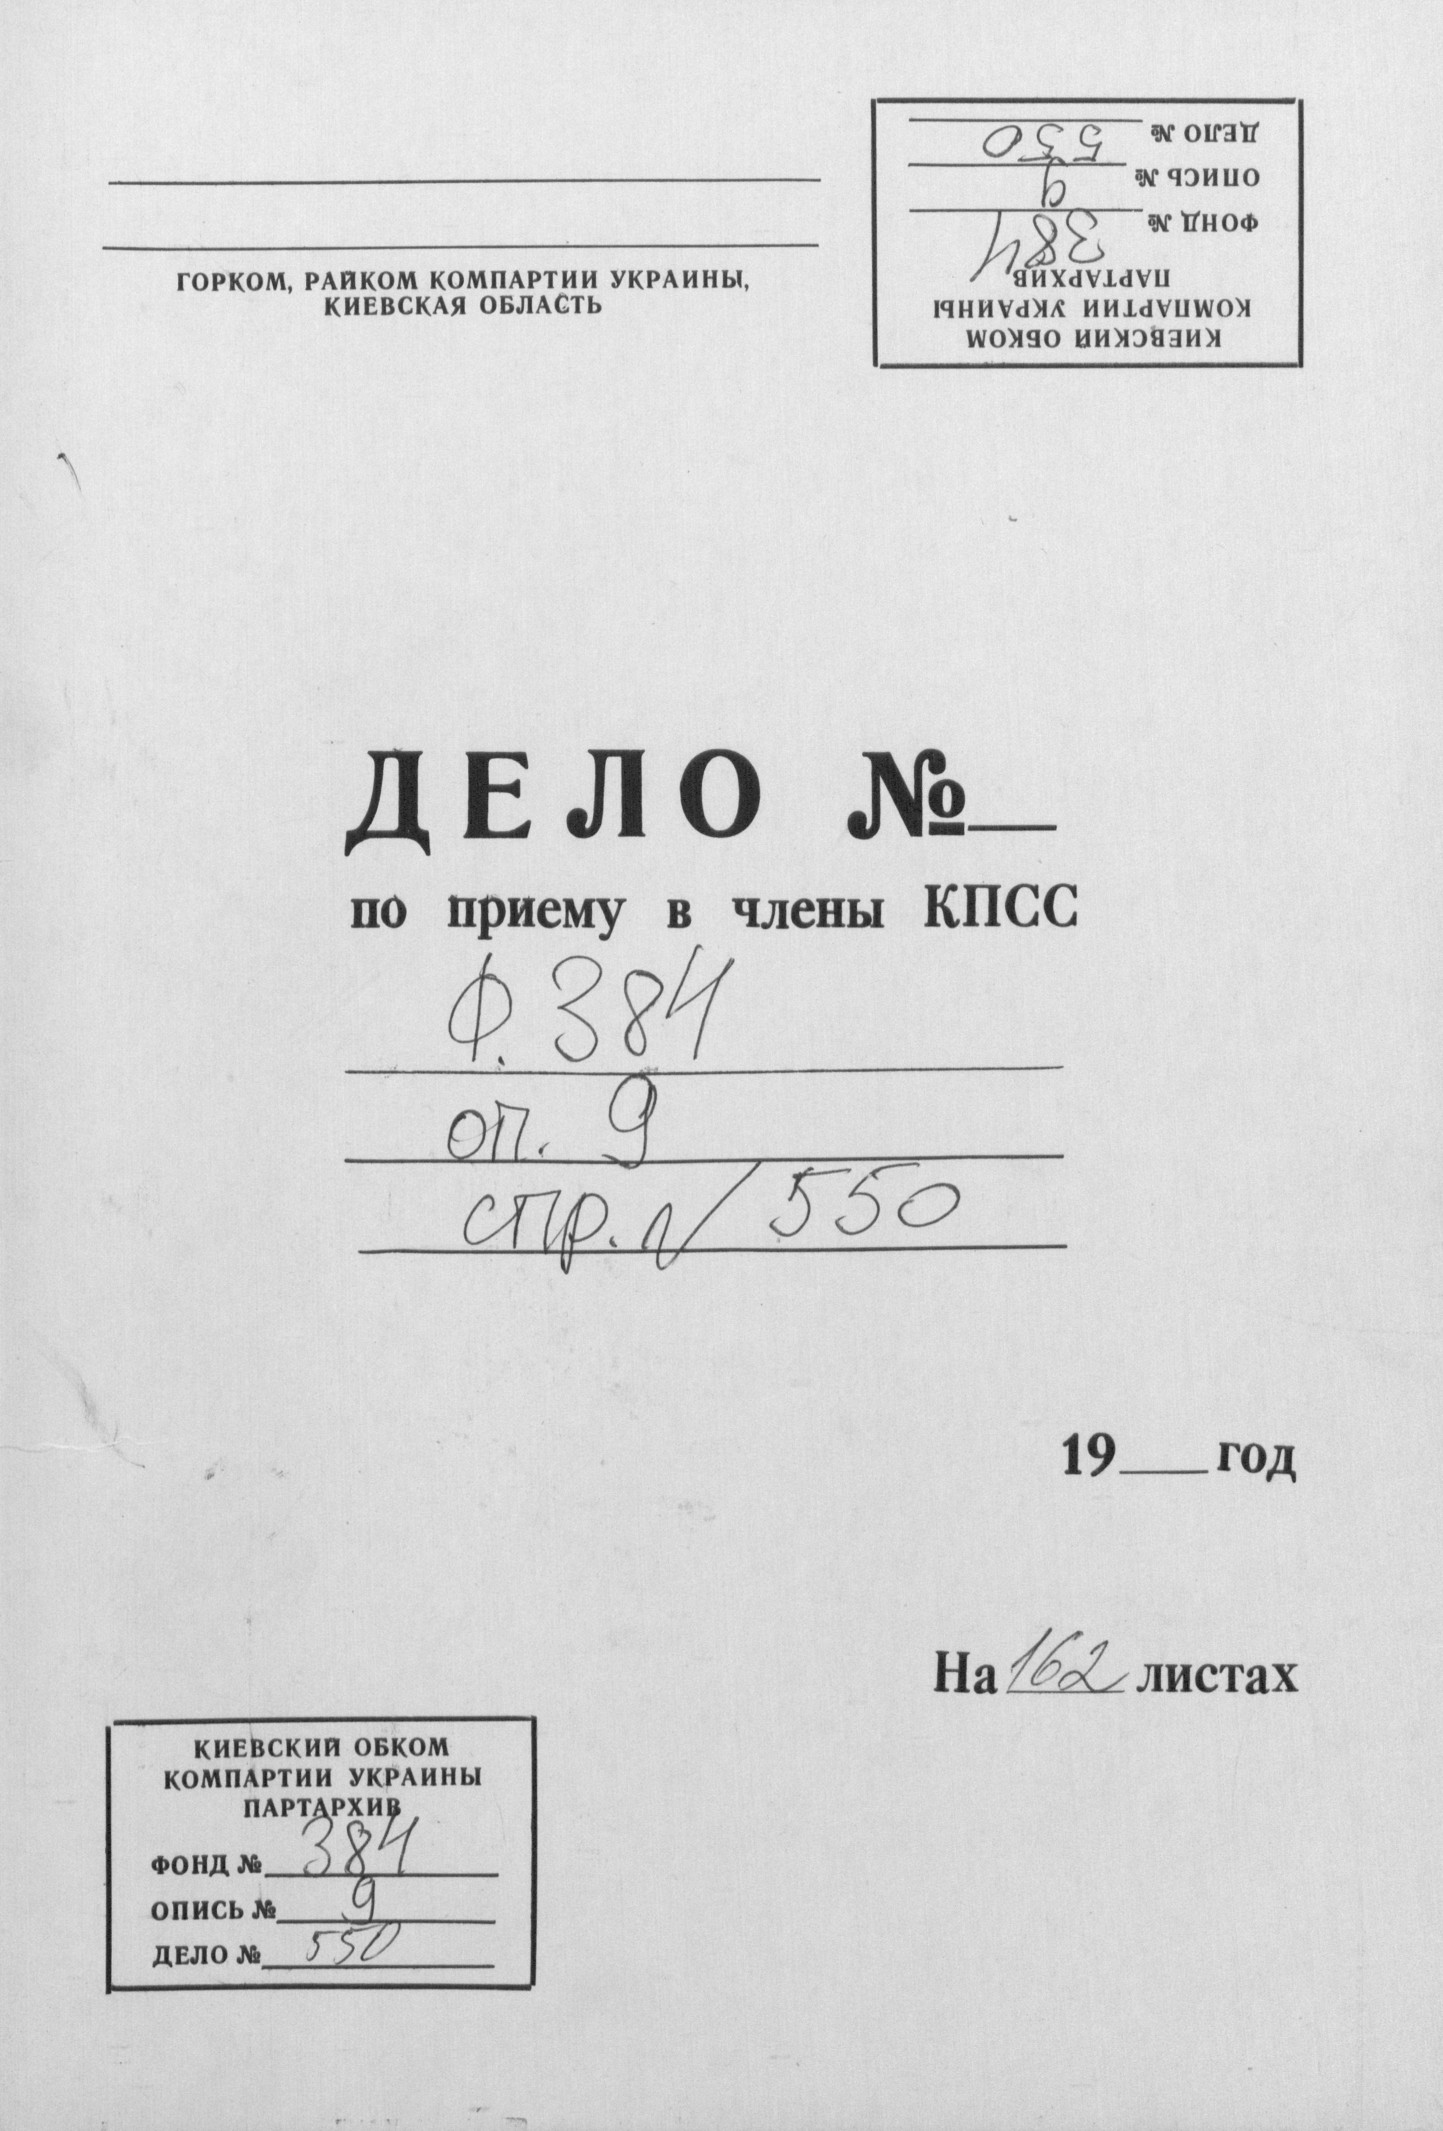 ГОРКОМ, РАЙКОМ КОМПАРТИИ УКРАИНЫ,
КИЕВСКАЯ ОБЛАСТЬ
КИЕВСКИЙ ОБКОМ
КОМПАРТИИ УКРАИНЫ
ПАРТАРХИВ
ФОНД № 384
ОПИСЬ № 9
ДЕЛО № 550
ДЕЛО №
по приему в члены КПСС
Ф. 384
оп. 9
стр. 550
19 год
На 162 листах
КИЕВСКИЙ ОБКОМ
КОМПАРТИИ УКРАИНЫ
ПАРТАРХИВ
ФОНД № 384
ОПИСЬ № 9
ДЕЛО № 550